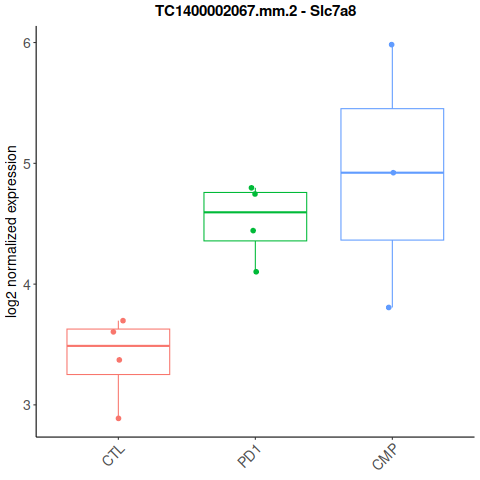 TC1400002067.mm.2 - Slc7a8
log2 normalized expression
6
5
4
3
CTL
PD1
CMP